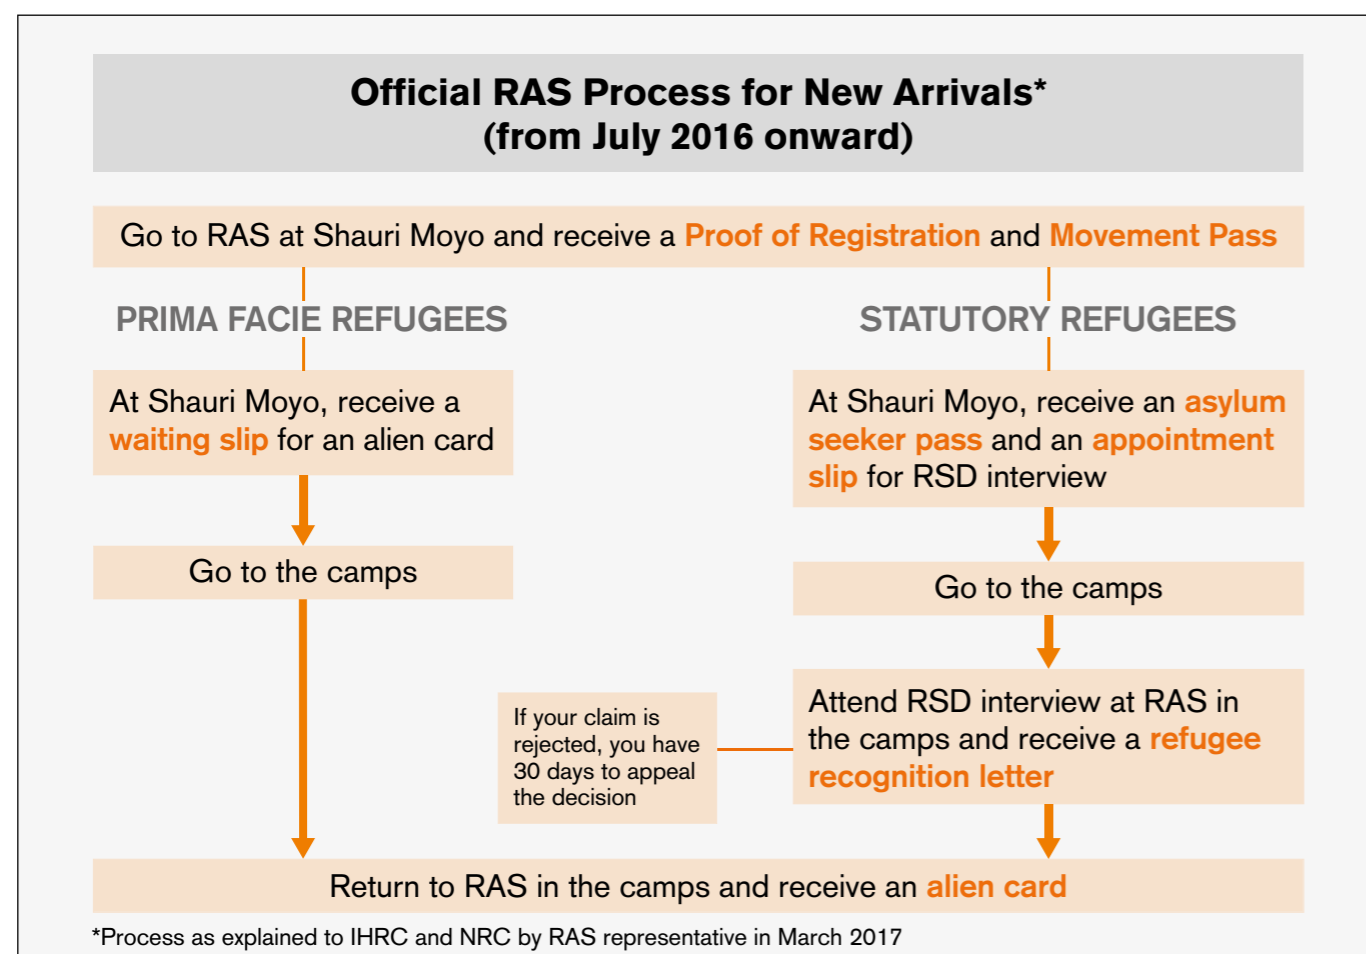 Official RAS Process for New Arrivals*
(from July 2016 onward)
Go to RAS at Shauri Moyo and receive a Proof of Registration and Movement Pass
PRIMA FACIE REFUGEES
At Shauri Moyo, receive a
waiting slip for an alien card
Go to the camps
STATUTORY REFUGEES
At Shauri Moyo, receive an asylum
seeker pass and an appointment
slip for RSD interview
Go to the camps
Attend RSD interview at RAS in
the camps and receive a refugee
recognition letter
If your claim is
rejected, you have
30 days to appeal
the decision
Return to RAS in the camps and receive an alien card
*Process as explained to IHRC and NRC by RAS representative in March 2017